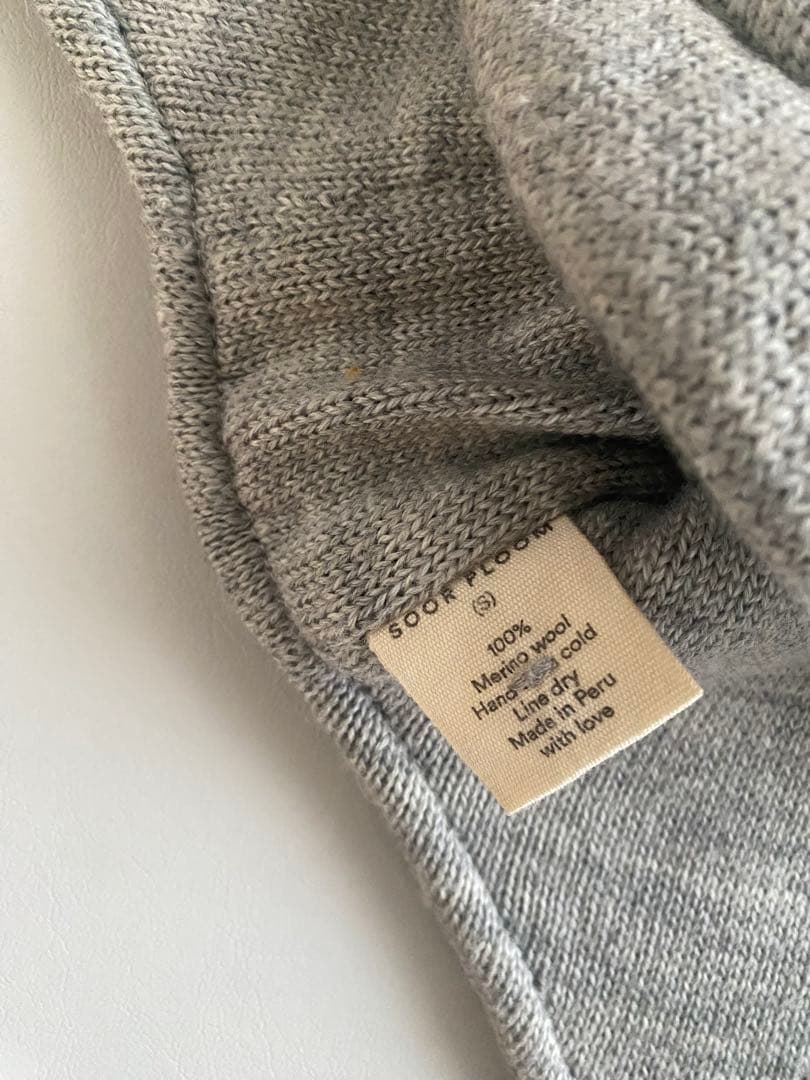 SOOR PLOOM
(S)
100%
Merino wool
Hand cold
Line dry
Made in Peru
with love